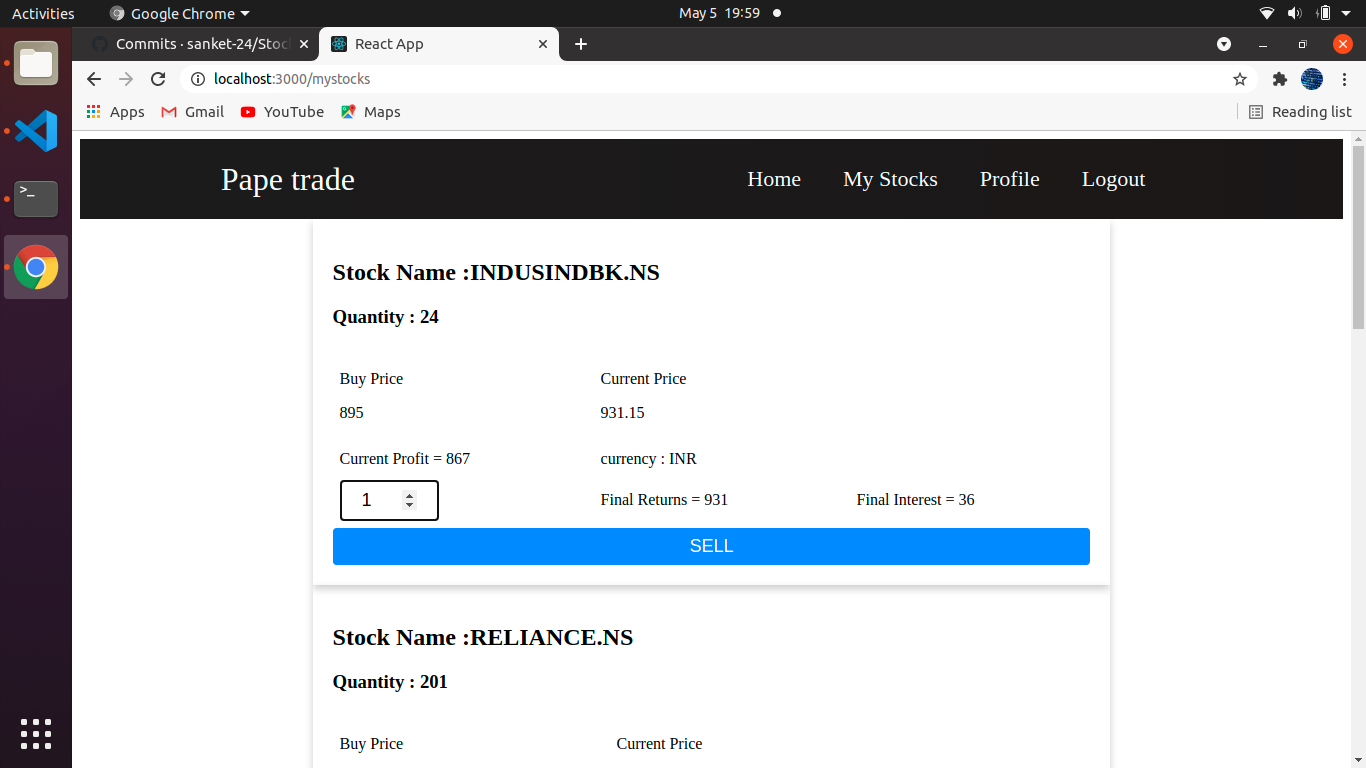 Activities Google Chrome May 5 19:59
Commits · sanket-24/Stoc React App
localhost:3000/mystocks
Apps Gmail YouTube Maps Reading list
Pape trade Home My Stocks Profile Logout
Stock Name :INDUSINDBK.NS
Quantity : 24
Buy Price Current Price
895 931.15
Current Profit = 867 currency : INR
1 Final Returns = 931 Final Interest = 36
SELL
Stock Name :RELIANCE.NS
Quantity : 201
Buy Price Current Price